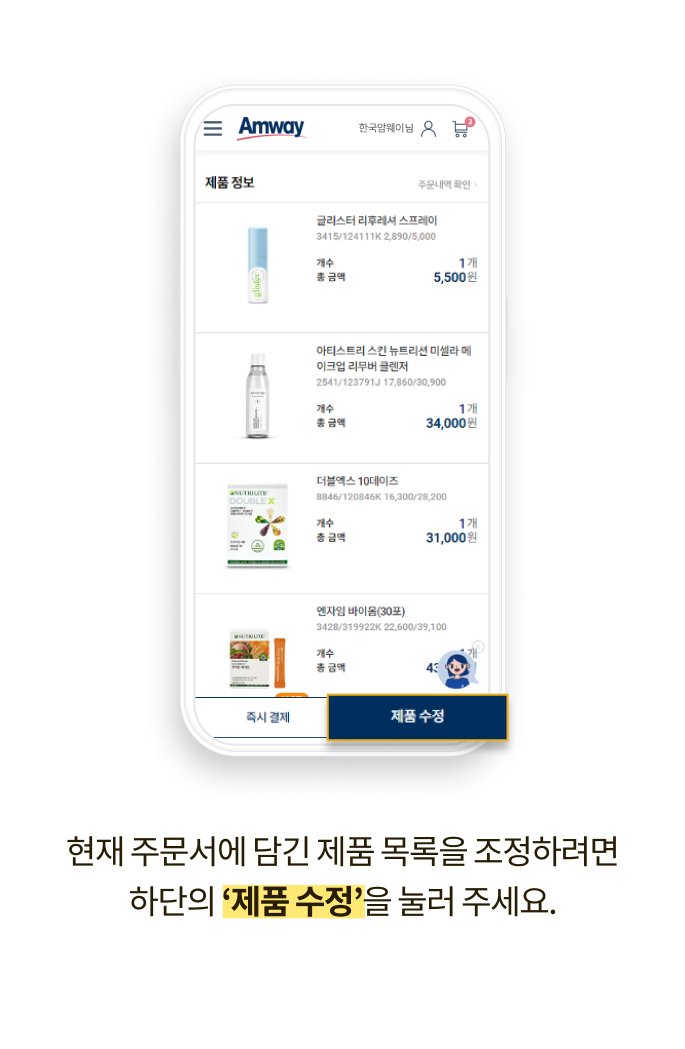 Amway
한국암웨이님
2
제품 정보
주문내역 확인 >
글리스터 리후레셔 스프레이
3415/124111K 2,890/5,000
개수 1개
총 금액 5,500원
glister
아티스트리 스킨 뉴트리션 미셀라 메
이크업 리무버 클렌저
2541/123791J 17,860/30,900
개수 1개
총 금액 34,000원
더블엑스 10데이즈
8846/120846K 16,300/28,200
NUTRILITE
DOUBLE X
개수 1개
총 금액 31,000원
엔자임 바이옴(30포)
3428/319922K 22,600/39,100
NUTRILITE
개수 1개
총 금액 43
즉시 결제
제품 수정
현재 주문서에 담긴 제품 목록을 조정하려면
하단의 ‘제품 수정’을 눌러 주세요.